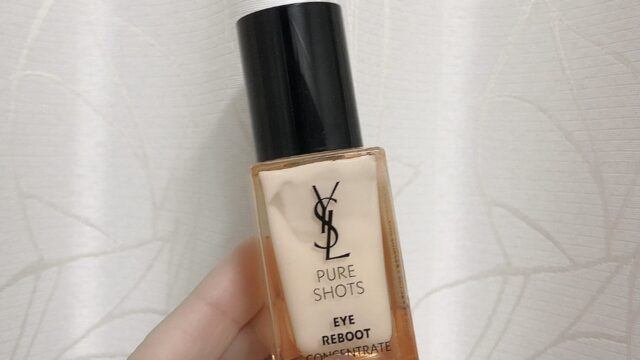 YSL
PURE
SHOTS
EYE
REBOOT
CONCENTRATE